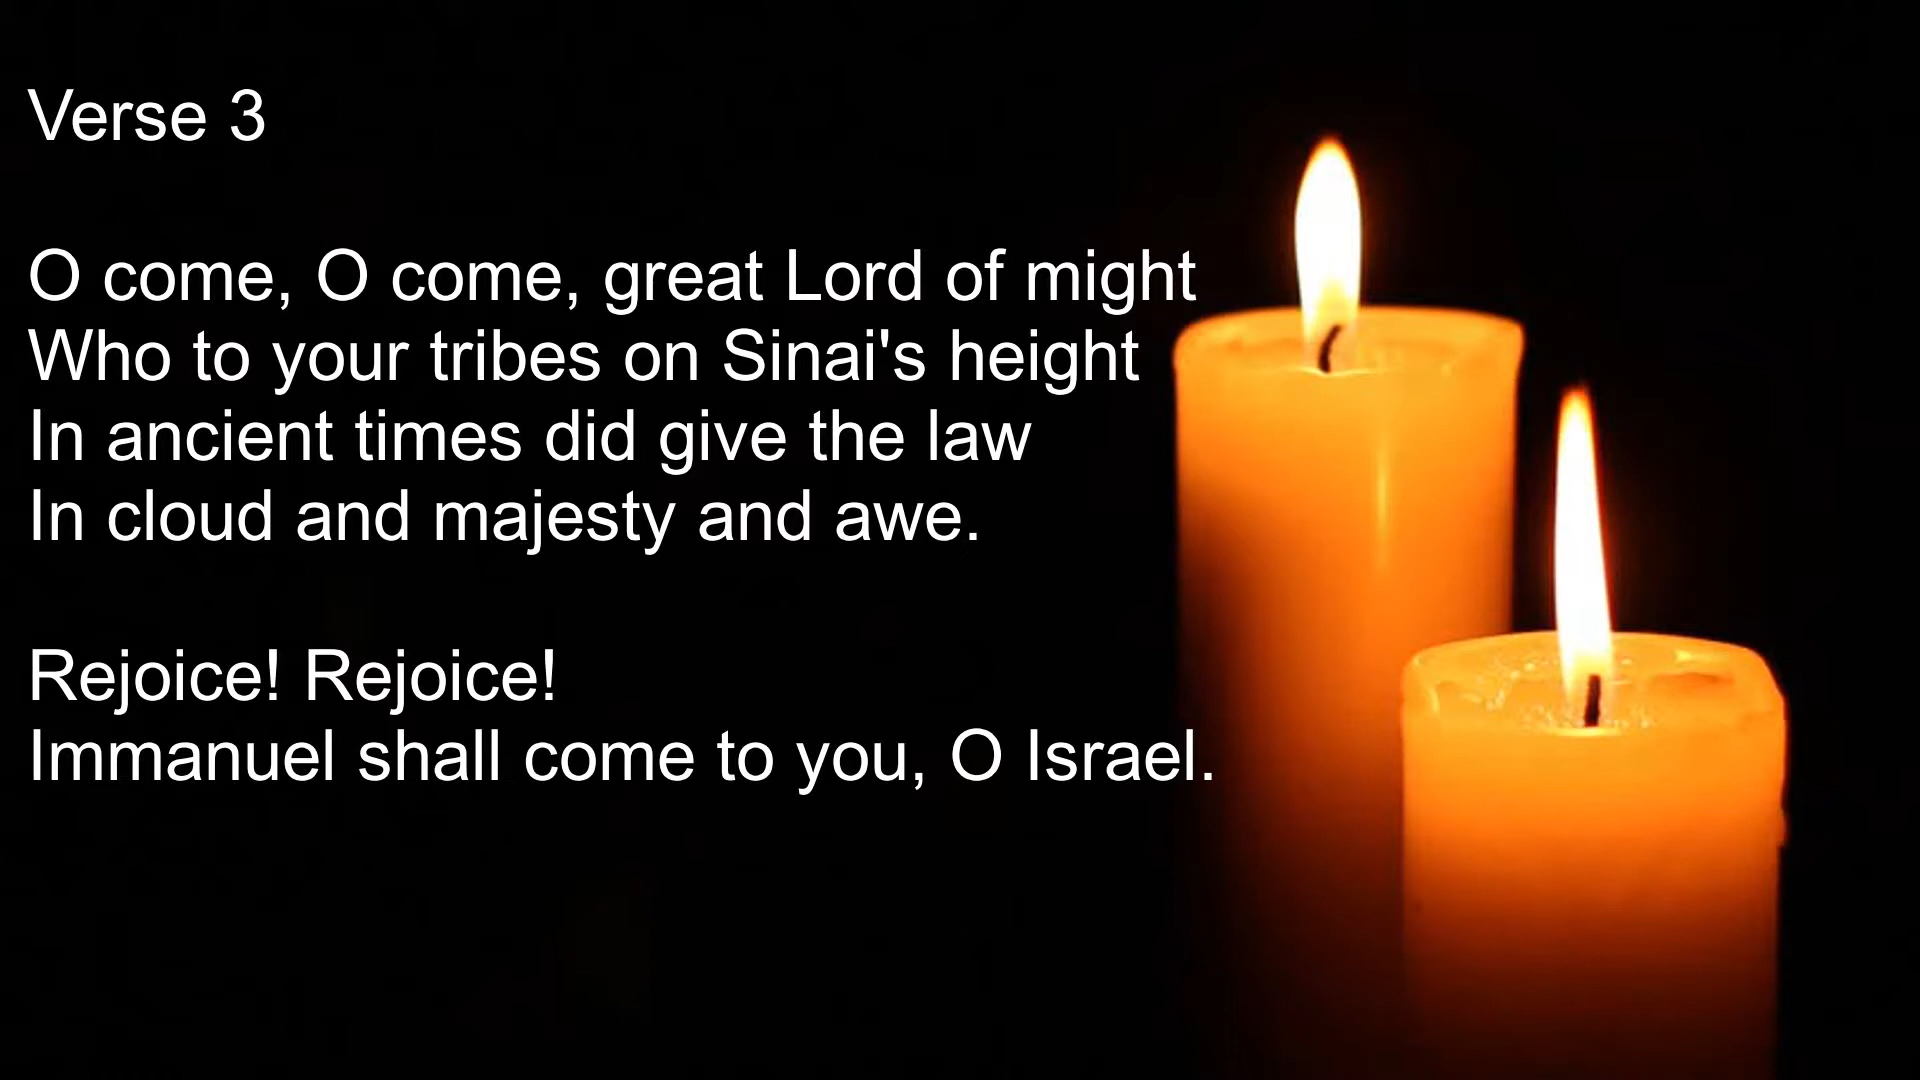 Verse 3
O come, O come, great Lord of might
Who to your tribes on Sinai's height
In ancient times did give the law
In cloud and majesty and awe.
Rejoice! Rejoice!
Immanuel shall come to you, O Israel.